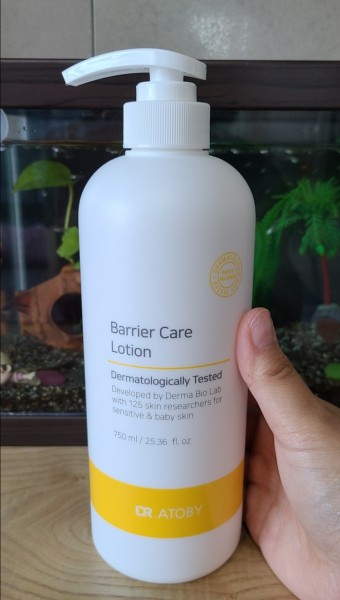 Barrier Care
Lotion
Dermatologically Tested
Developed by Derma Bio Lab
with 125 skin researchers for
sensitive & baby skin
750 ml / 25.36 fl. oz
DR ATOBY